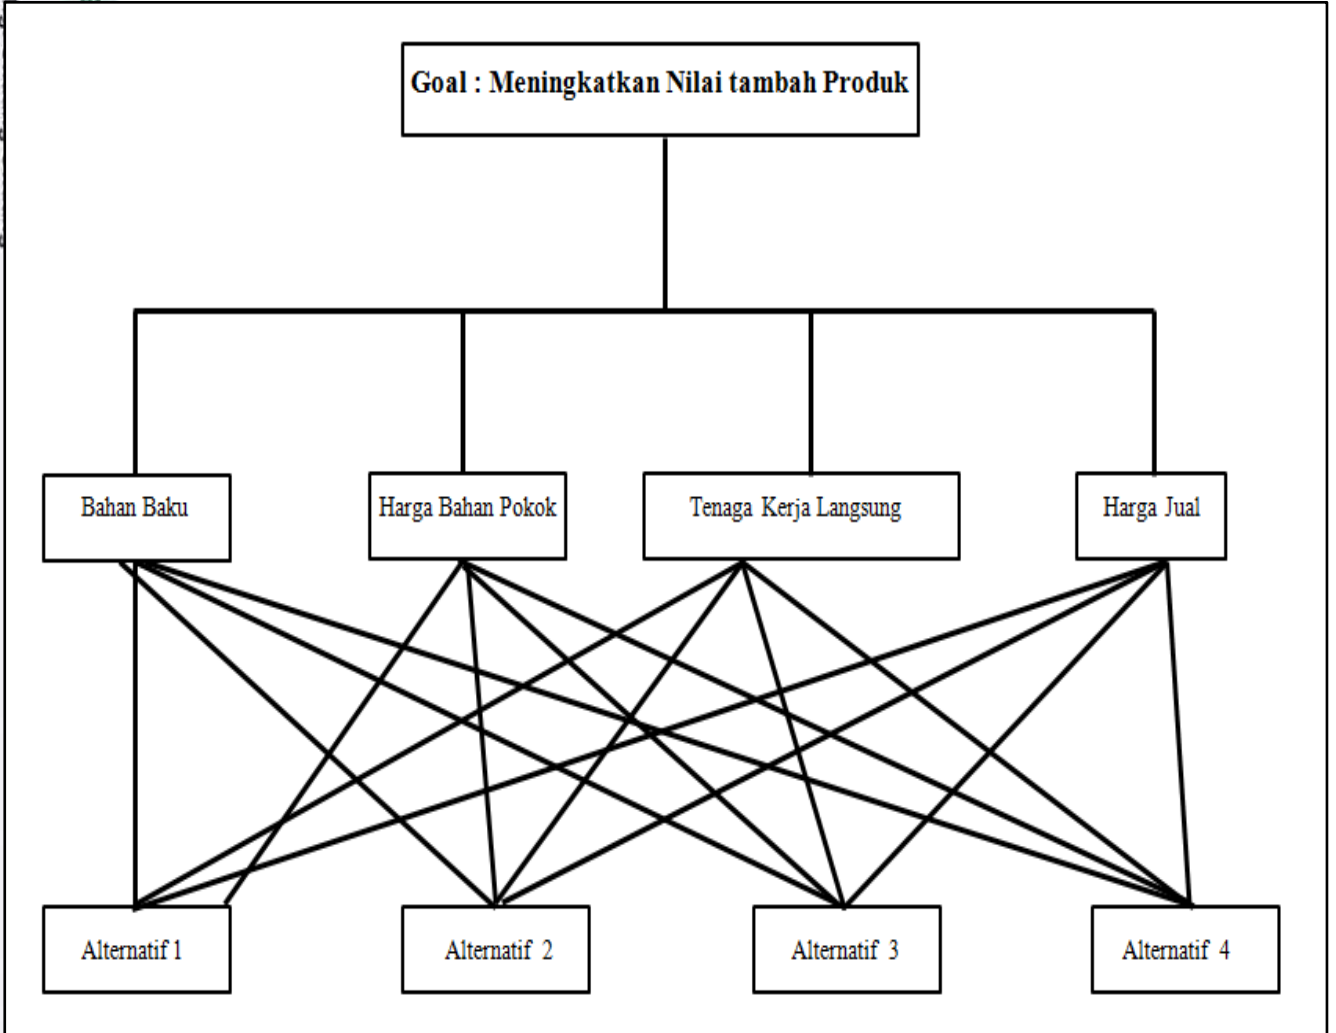 Goal : Meningkatkan Nilai tambah Produk
Bahan Baku
Harga Bahan Pokok
Tenaga Kerja Langsung
Harga Jual
Alternatif 1
Alternatif 2
Alternatif 3
Alternatif 4